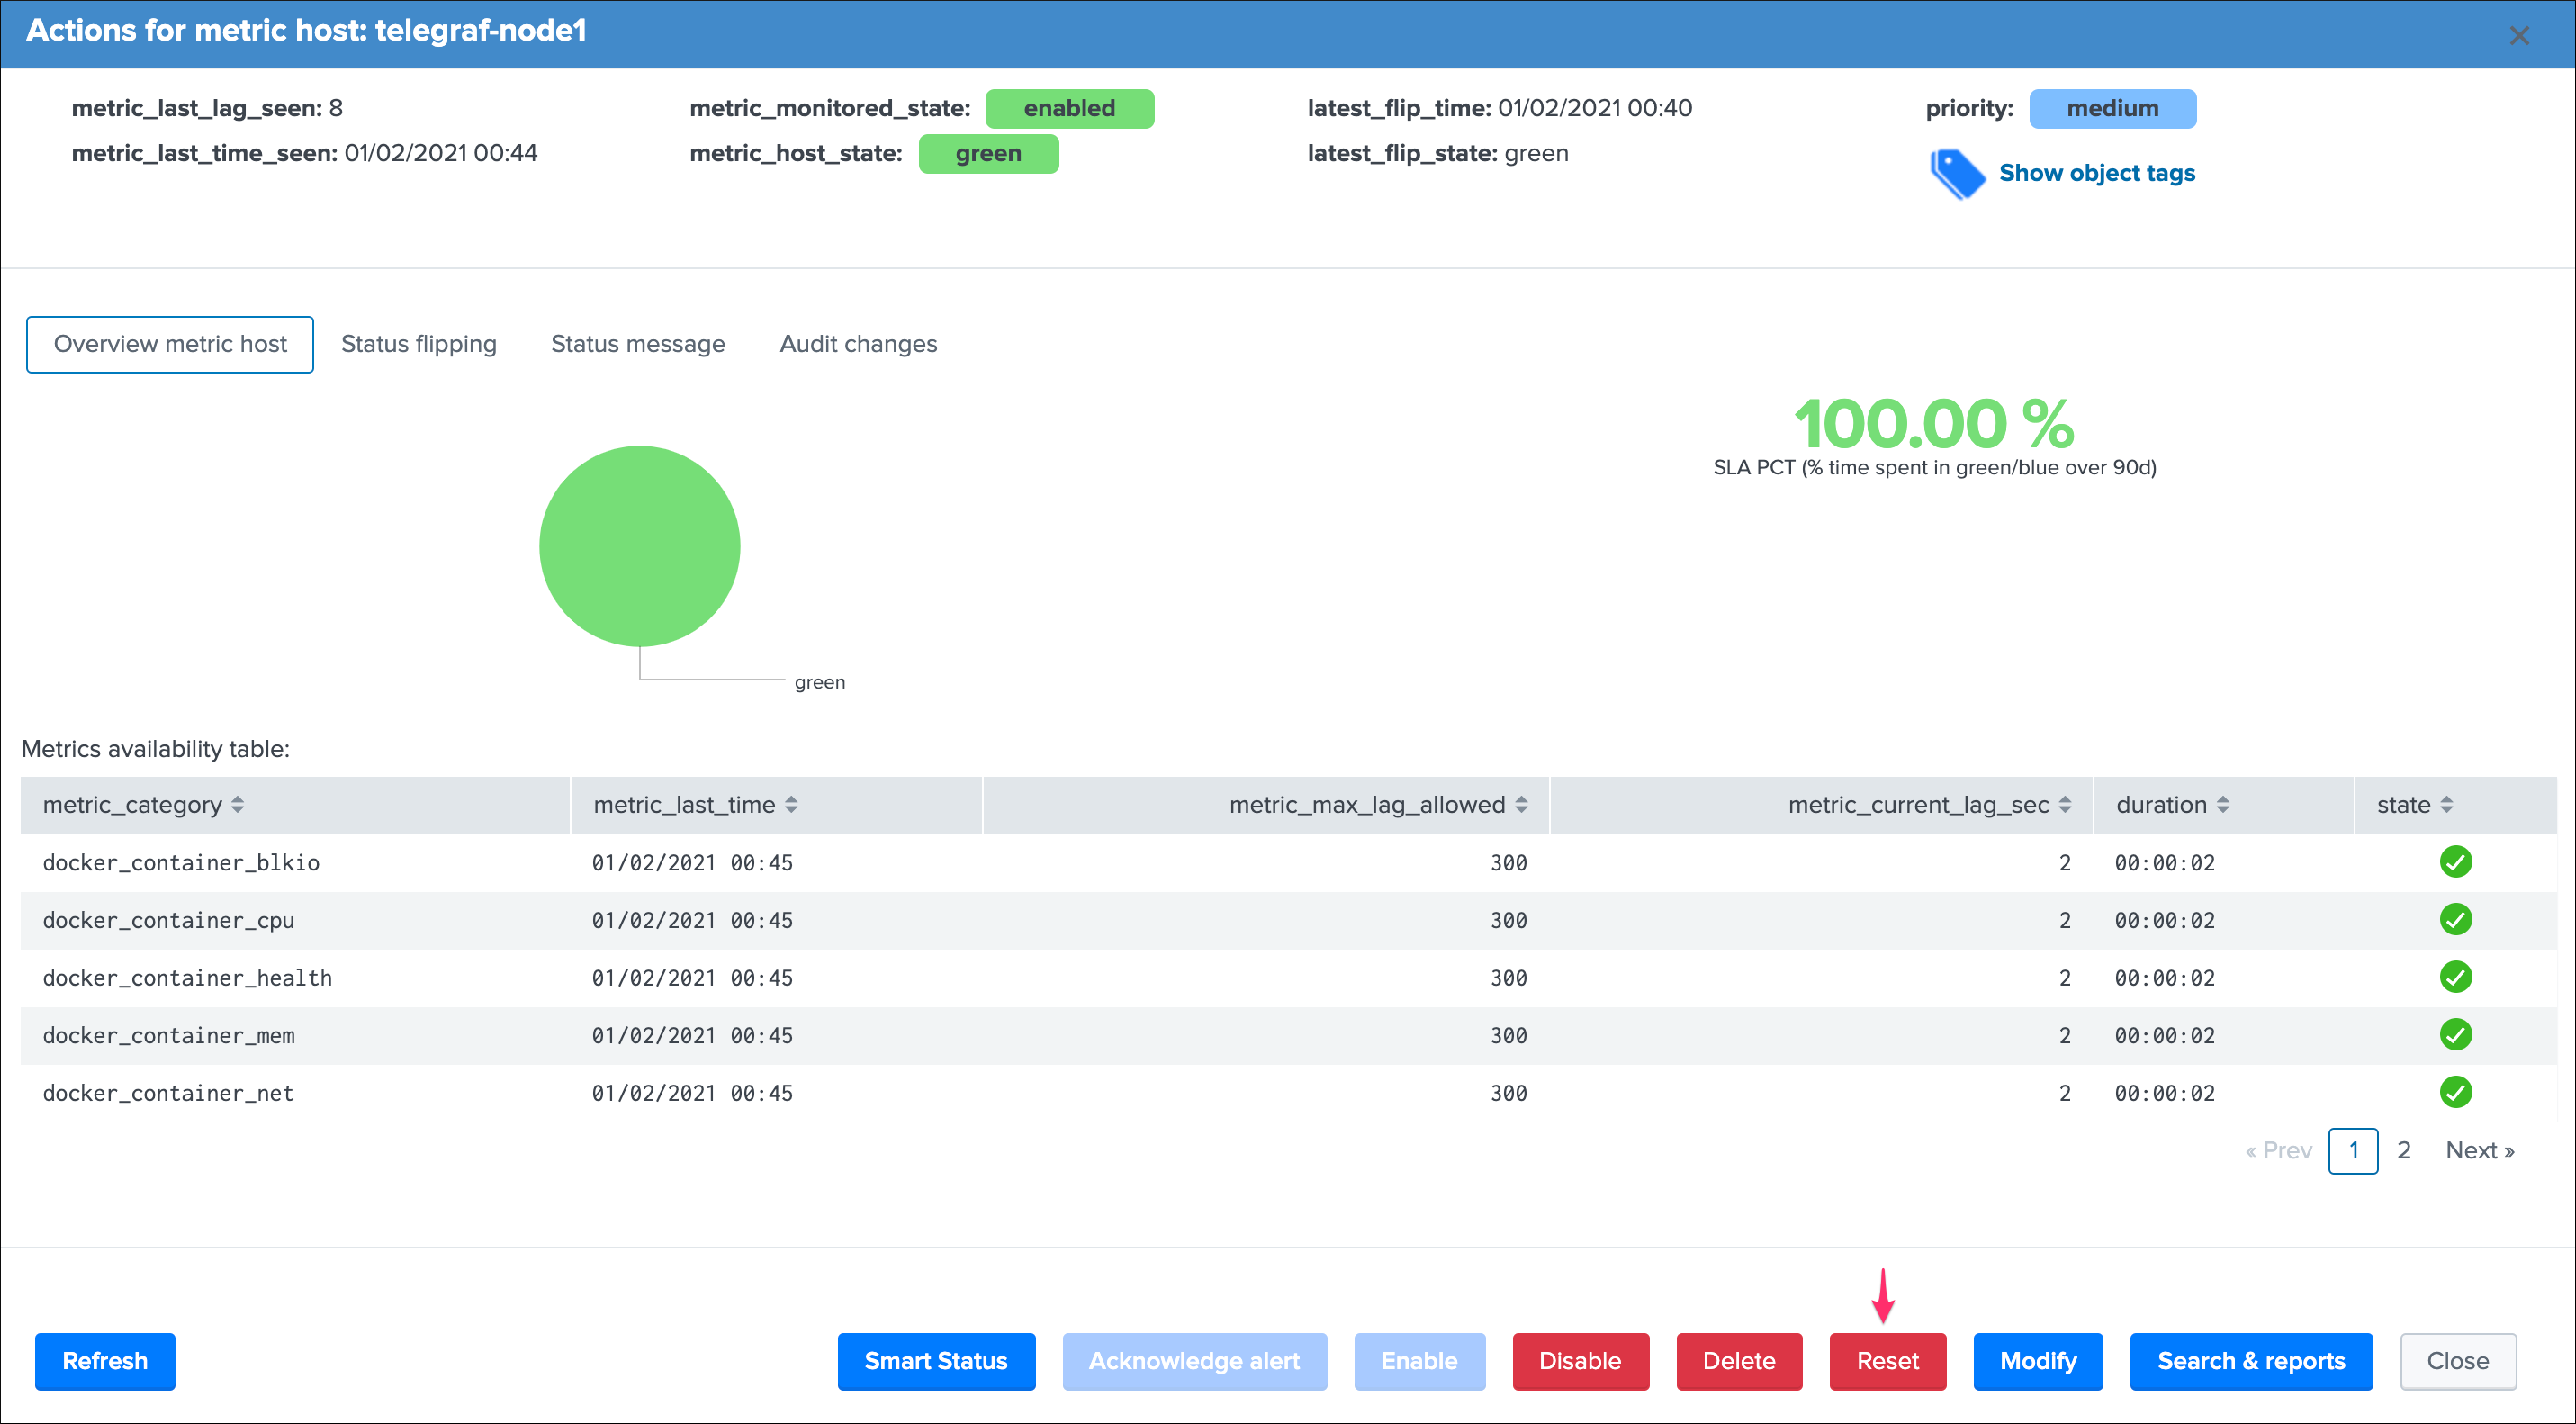 Actions for metric host: telegraf-node1
metric_last_lag_seen: 8
metric_last_time_seen: 01/02/2021 00:44
metric_monitored_state: enabled
metric_host_state: green
latest_flip_time: 01/02/2021 00:40
latest_flip_state: green
priority: medium
Show object tags
Overview metric host Status flipping Status message Audit changes
green
100.00 %
SLA PCT (% time spent in green/blue over 90d)
Metrics availability table:
metric_category metric_last_time metric_max_lag_allowed metric_current_lag_sec duration state
docker_container_blkio 01/02/2021 00:45 300 2 00:00:02
docker_container_cpu 01/02/2021 00:45 300 2 00:00:02
docker_container_health 01/02/2021 00:45 300 2 00:00:02
docker_container_mem 01/02/2021 00:45 300 2 00:00:02
docker_container_net 01/02/2021 00:45 300 2 00:00:02
« Prev 1 2 Next »
Refresh Smart Status Acknowledge alert Enable Disable Delete Reset Modify Search & reports Close